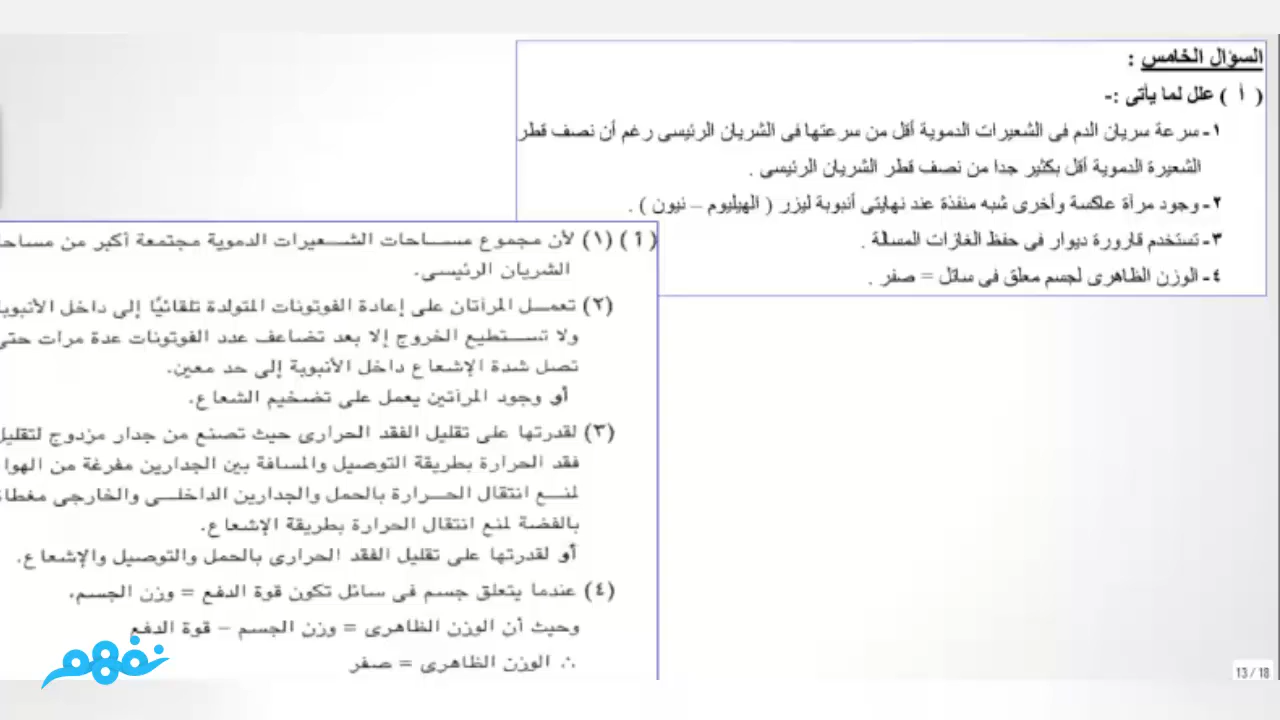 السؤال الخامس :
( أ ) علل لما يأتى :-
١- سرعة سريان الدم فى الشعيرات الدموية أقل من سرعتها فى الشريان الرئيسى رغم أن نصف قطر
الشعيرة الدموية أقل بكثير جدا من نصف قطر الشريان الرئيسى .
٢- وجود مرآة عاكسة وأخرى شبه منفذة عند نهايتى أنبوبة ليزر ( الهيليوم – نيون ) .
٣- تستخدم قارورة ديوار فى حفظ الغازات المسالة .
٤- الوزن الظاهرى لجسم معلق فى سائل = صفر .
(أ) (١) لأن مجموع مساحات الشعيرات الدموية مجتمعة أكبر من
الشريان الرئيسى.
(٢) تعمل المرآتان على إعادة الفوتونات المتولدة تلقائيًا إلى داخل
ولا تستطيع الخروج إلا بعد تضاعف عدد الفوتونات عدة مرات حتى
تصل شدة الإشعاع داخل الأنبوبة إلى حد معين.
أو وجود المرآتين يعمل على تضخيم الشعاع.
(٣) لقدرتها على تقليل الفقد الحرارى حيث تصنع من جدار مزدوج لتقليل
فقد الحرارة بطريقة التوصيل والمسافة بين الجدارين مفرغة من
لمنع انتقال الحرارة بالحمل والجدارين الداخلى والخارجى
بالفضة لمنع انتقال الحرارة بطريقة الإشعاع.
أو لقدرتها على تقليل الفقد الحرارى بالحمل والتوصيل والإشعاع.
(٤) عندما يتعلق جسم فى سائل تكون قوة الدفع = وزن الجسم،
وحيث أن الوزن الظاهرى = وزن الجسم – قوة الدفع
∴ الوزن الظاهرى = صفر
نفهم
13 / 18